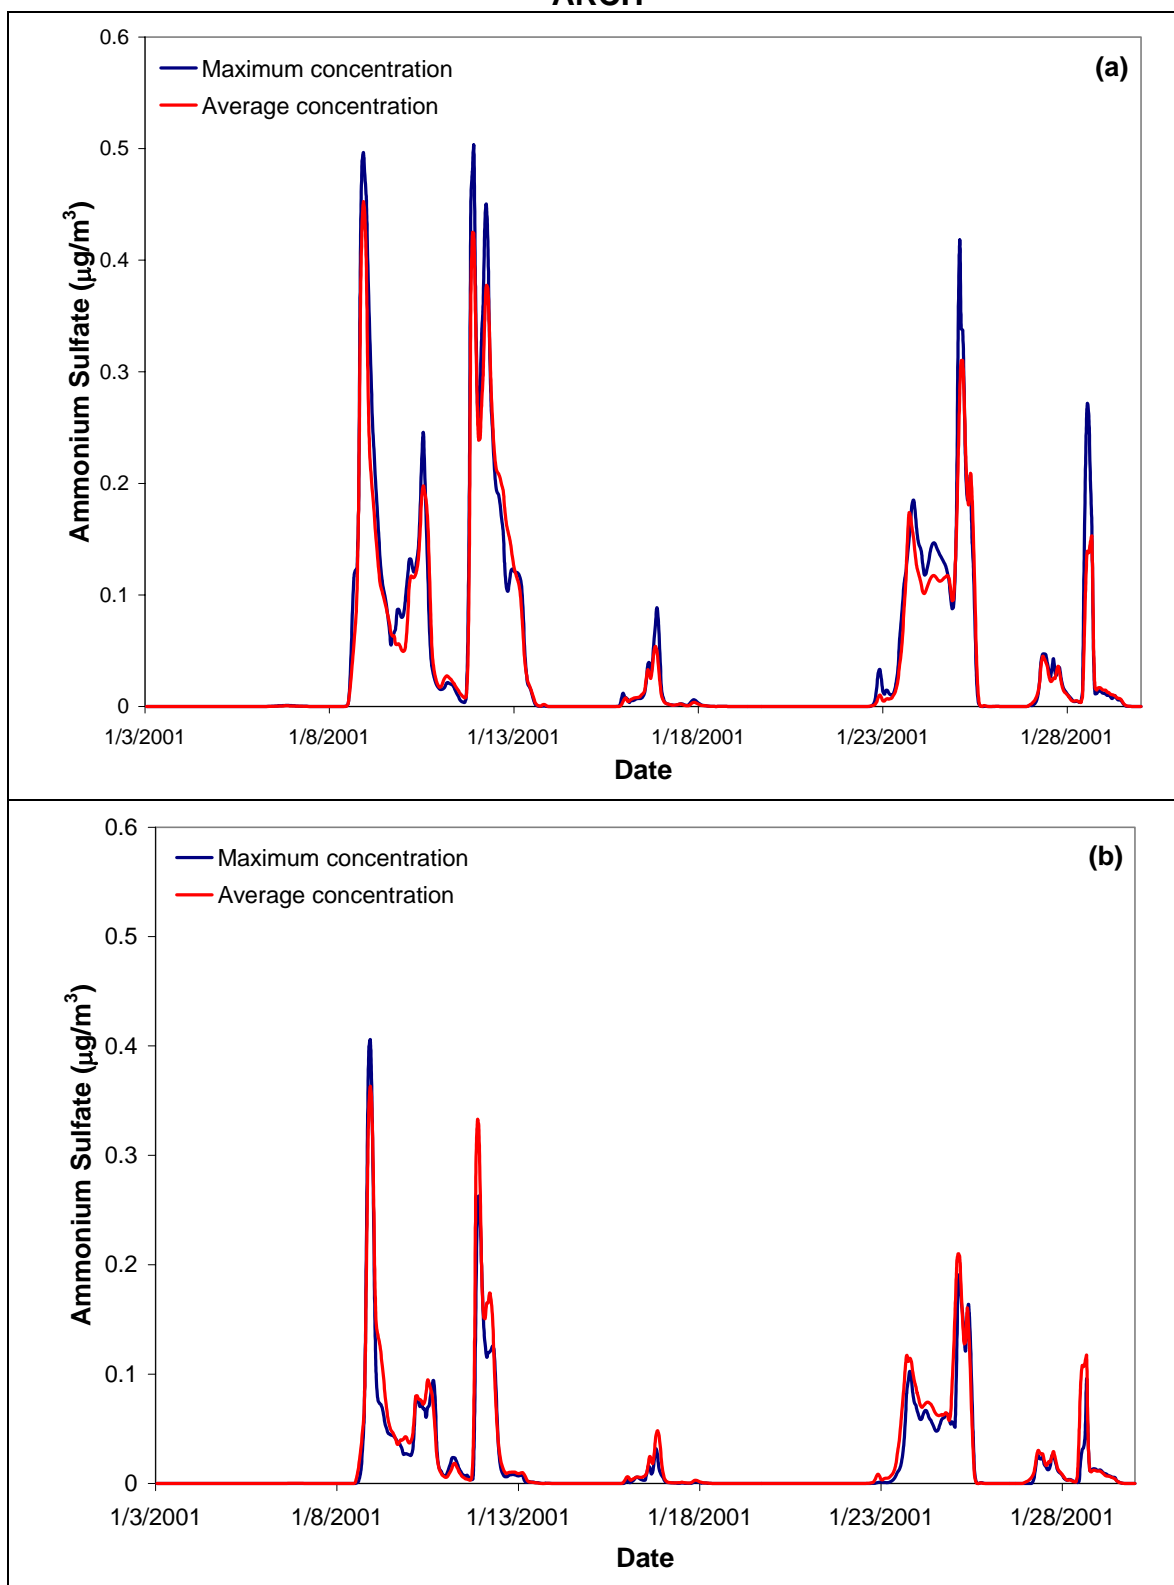 (a)
0.6
Maximum concentration
Average concentration
0.5
0.4
0.3
0.2
0.1
0
Ammonium Sulfate (μg/m³)
1/3/2001 1/8/2001 1/13/2001 1/18/2001 1/23/2001 1/28/2001
Date
(b)
0.6
Maximum concentration
Average concentration
0.5
0.4
0.3
0.2
0.1
0
Ammonium Sulfate (μg/m³)
1/3/2001 1/8/2001 1/13/2001 1/18/2001 1/23/2001 1/28/2001
Date